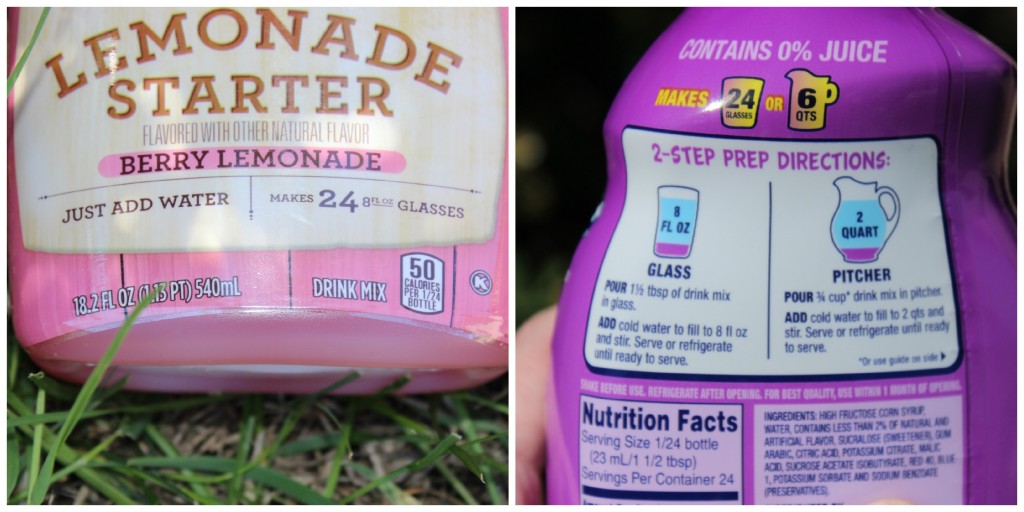 LEMONADE
STARTER
FLAVORED WITH OTHER NATURAL FLAVOR
BERRY LEMONADE
JUST ADD WATER
MAKES 24 8FL OZ GLASSES
18.2 FL OZ (1.13 PT) 540mL
DRINK MIX
50
CALORIES
PER 1/24
BOTTLE
K
CONTAINS 0% JUICE
MAKES 24 GLASSES OR 6 QTS
2-STEP PREP DIRECTIONS:
8
FL OZ
GLASS
POUR 1½ tbsp of drink mix
in glass.
ADD cold water to fill to 8 fl oz
and stir. Serve or refrigerate
until ready to serve.
2
QUART
PITCHER
POUR ¾ cup* drink mix in pitcher.
ADD cold water to fill to 2 qts and
stir. Serve or refrigerate until ready
to serve.
*Or use guide on side
SHAKE BEFORE USE. REFRIGERATE AFTER OPENING. FOR BEST QUALITY, USE WITHIN 1 MONTH OF OPENING.
Nutrition Facts
Serving Size 1/24 bottle
(23 mL/1 1/2 tbsp)
Servings Per Container 24
INGREDIENTS: HIGH FRUCTOSE CORN SYRUP,
WATER, CONTAINS LESS THAN 2% OF NATURAL AND
ARTIFICIAL FLAVOR, SUCRALOSE (SWEETENER), GUM
ARABIC, CITRIC ACID, POTASSIUM CITRATE, MALIC
ACID, SUCROSE ACETATE ISOBUTYRATE, RED 40, BLUE
1, POTASSIUM SORBATE AND SODIUM BENZOATE
(PRESERVATIVES).